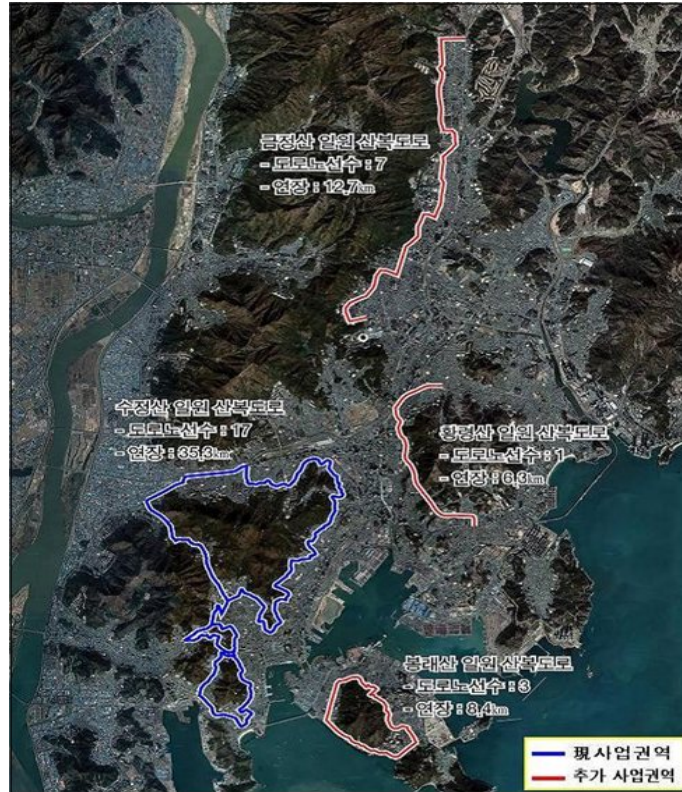 금정산 일원 산복도로
- 도로노선수 : 7
- 연장 : 12,7km
수정산 일원 산복도로
- 도로노선수 : 17
- 연장 : 35,3km
황령산 일원 산복도로
- 도로노선수 : 1
- 연장 : 6,3km
봉래산 일원 산복도로
- 도로노선수 : 3
- 연장 : 8,4km
現사업권역
추가 사업권역